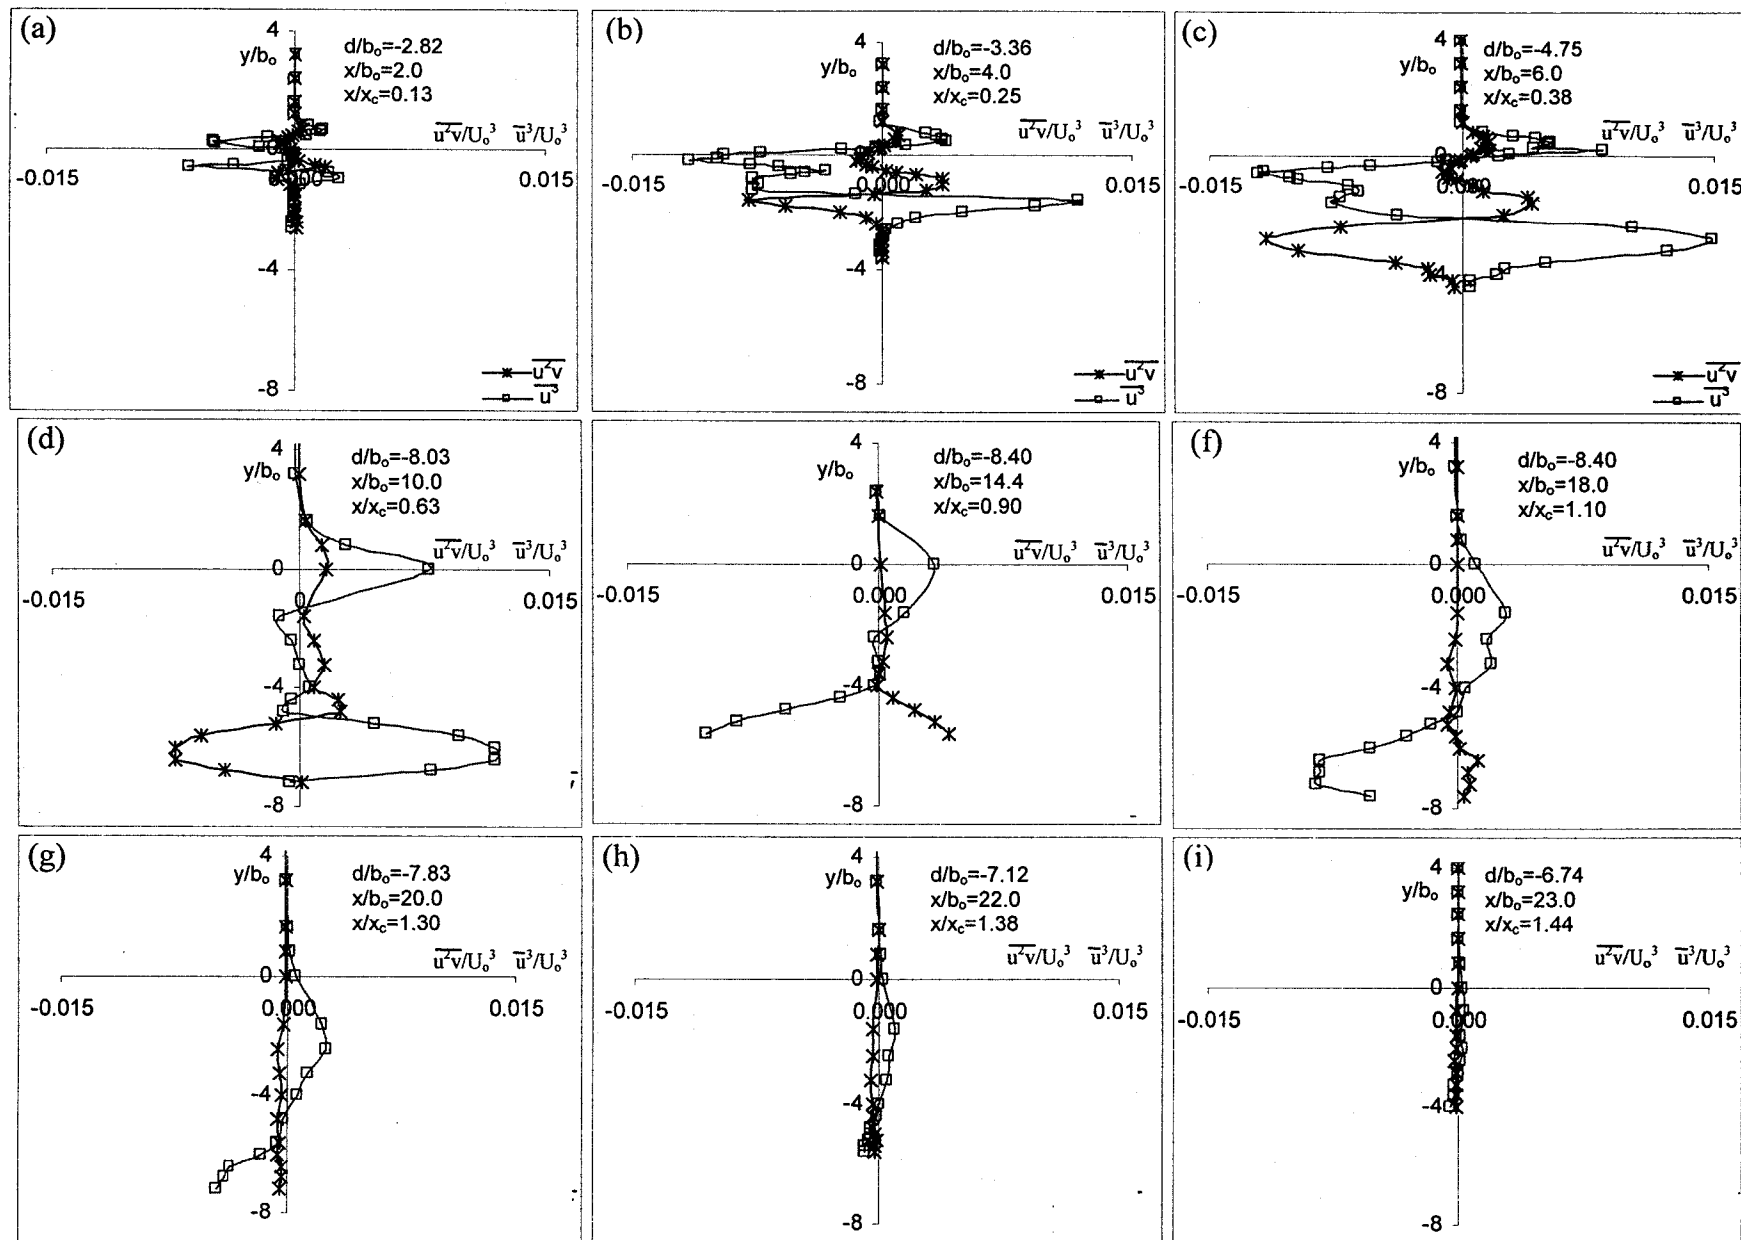 (a)
4
y/bₒ
d/bₒ=-2.82
x/bₒ=2.0
x/x꜀=0.13
u²v/Uₒ³ u³/Uₒ³
0
-0.015
0.000
0.015
-4
-8
u²v
u³
(b)
4
y/bₒ
d/bₒ=-3.36
x/bₒ=4.0
x/x꜀=0.25
u²v/Uₒ³ u³/Uₒ³
0
-0.015
0.000
0.015
-4
-8
u²v
u³
(c)
4
y/bₒ
d/bₒ=-4.75
x/bₒ=6.0
x/x꜀=0.38
u²v/Uₒ³ u³/Uₒ³
0
-0.015
0.000
0.015
-4
-8
u²v
u³
(d)
4
y/bₒ
d/bₒ=-8.03
x/bₒ=10.0
x/x꜀=0.63
u²v/Uₒ³ u³/Uₒ³
0
-0.015
0
0.015
-4
-8
4
y/bₒ
d/bₒ=-8.40
x/bₒ=14.4
x/x꜀=0.90
u²v/Uₒ³ u³/Uₒ³
0
-0.015
0.000
0.015
-4
-8
(f)
4
y/bₒ
d/bₒ=-8.40
x/bₒ=18.0
x/x꜀=1.10
u²v/Uₒ³ u³/Uₒ³
0
-0.015
0.000
0.015
-4
-8
(g)
4
y/bₒ
d/bₒ=-7.83
x/bₒ=20.0
x/x꜀=1.30
u²v/Uₒ³ u³/Uₒ³
0
-0.015
0.000
0.015
-4
-8
(h)
4
y/bₒ
d/bₒ=-7.12
x/bₒ=22.0
x/x꜀=1.38
u²v/Uₒ³ u³/Uₒ³
0
-0.015
0.000
0.015
-4
-8
(i)
4
y/bₒ
d/bₒ=-6.74
x/bₒ=23.0
x/x꜀=1.44
u²v/Uₒ³ u³/Uₒ³
0
-0.015
0.000
0.015
-4
-8